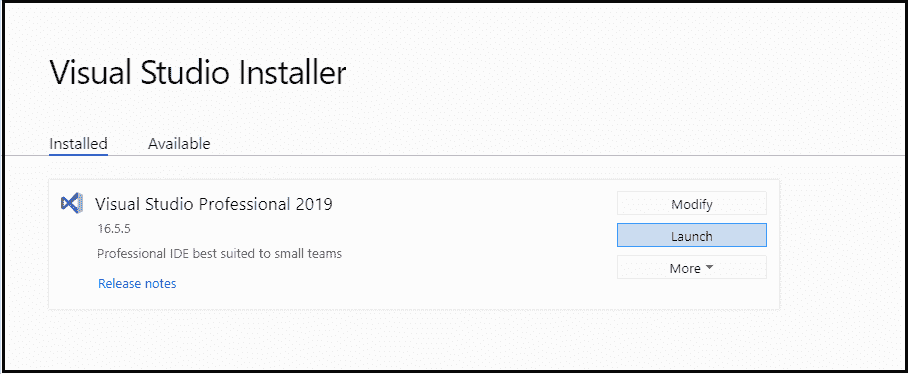 Visual Studio Installer
Installed Available
Visual Studio Professional 2019
16.5.5
Professional IDE best suited to small teams
Release notes
Modify
Launch
More